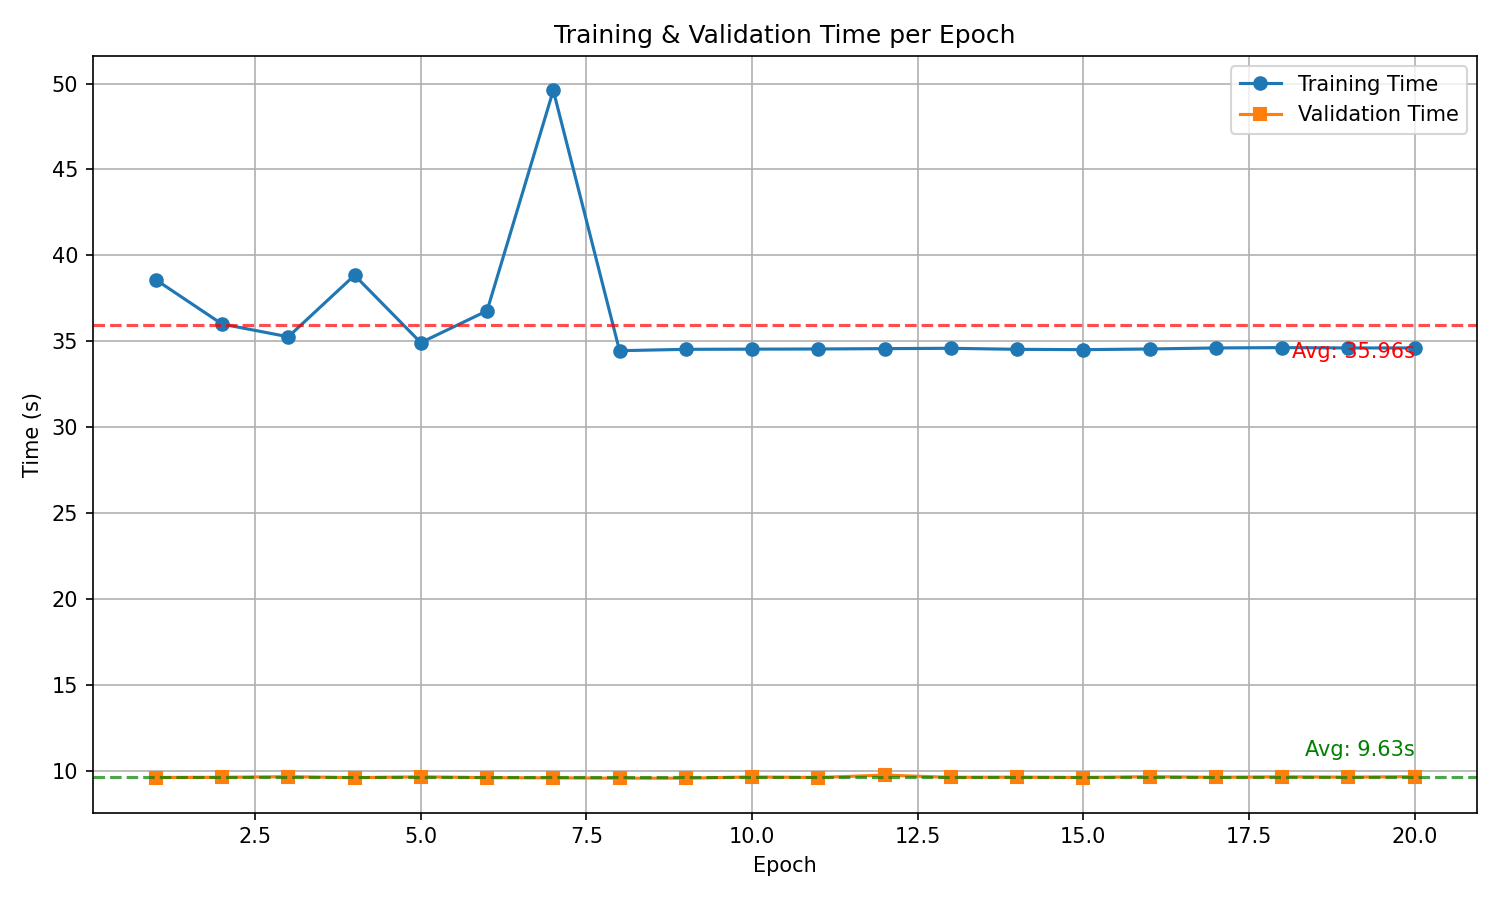 Training & Validation Time per Epoch
Training Time
Validation Time
50
45
40
35
30
25
20
15
10
Time (s)
Avg: 35.96s
Avg: 9.63s
2.5 5.0 7.5 10.0 12.5 15.0 17.5 20.0
Epoch